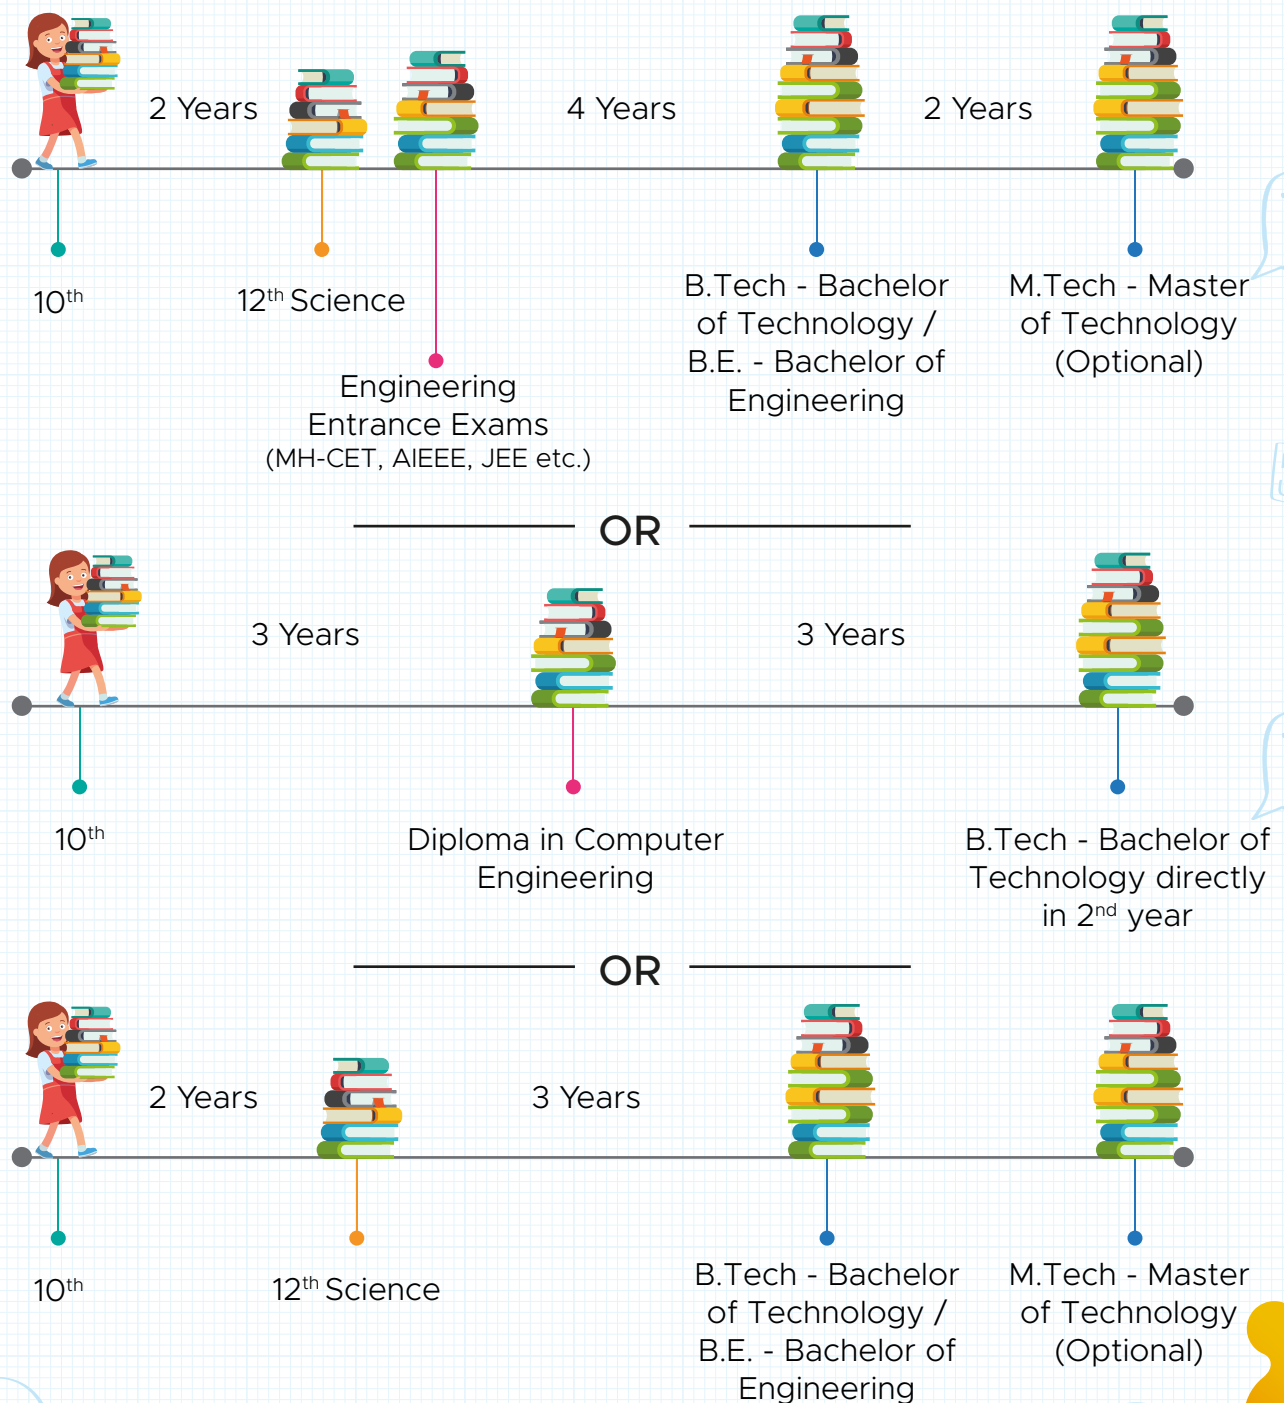 2 Years
4 Years
2 Years
10th
12th Science
Engineering
Entrance Exams
(MH-CET, AIEEE, JEE etc.)
B.Tech - Bachelor
of Technology /
B.E. - Bachelor of
Engineering
M.Tech - Master
of Technology
(Optional)
OR
3 Years
3 Years
10th
Diploma in Computer
Engineering
B.Tech - Bachelor of
Technology directly
in 2nd year
OR
2 Years
3 Years
10th
12th Science
B.Tech - Bachelor
of Technology /
B.E. - Bachelor of
Engineering
M.Tech - Master
of Technology
(Optional)